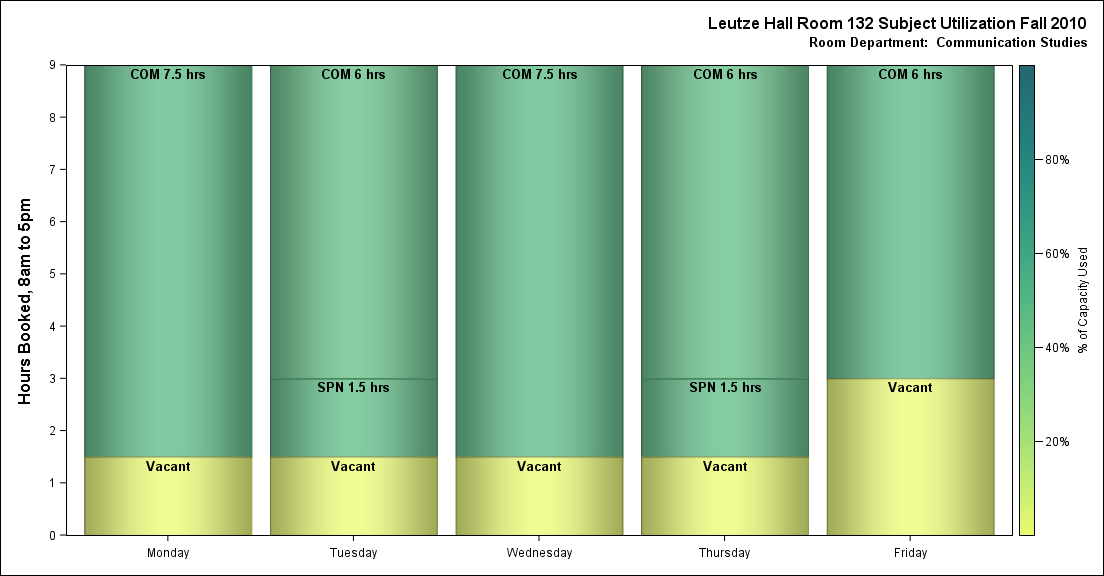 Leutze Hall Room 132 Subject Utilization Fall 2010
Room Department:  Communication Studies
Hours Booked, 8am to 5pm
9
8
7
6
5
4
3
2
1
0
COM 7.5 hrs
Vacant
COM 6 hrs
SPN 1.5 hrs
Vacant
COM 7.5 hrs
Vacant
COM 6 hrs
SPN 1.5 hrs
Vacant
COM 6 hrs
Vacant
Monday
Tuesday
Wednesday
Thursday
Friday
80%
60%
40%
20%
% of Capacity Used